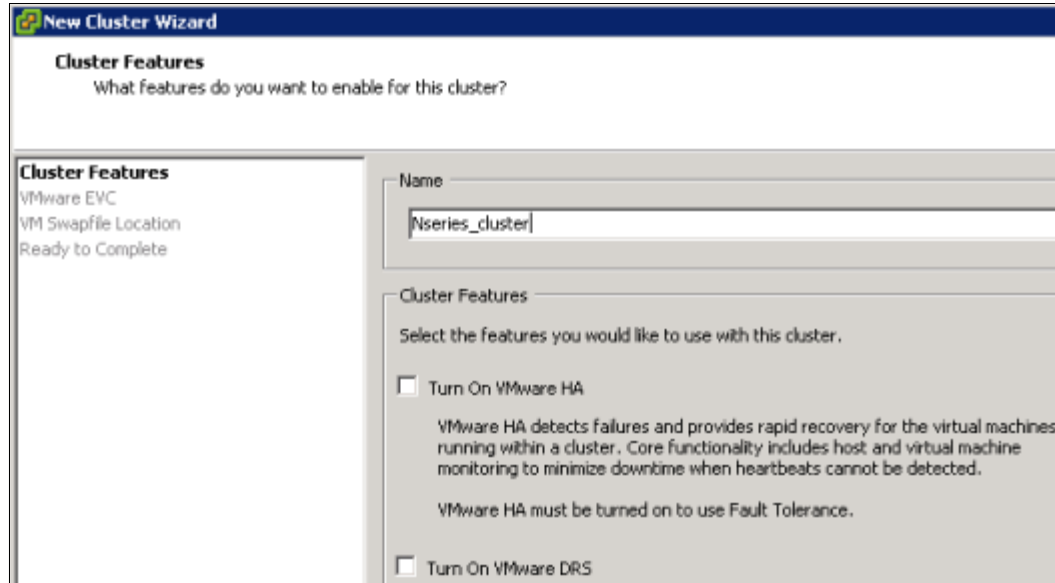 New Cluster Wizard
Cluster Features
What features do you want to enable for this cluster?
Cluster Features
VMware EVC
VM Swapfile Location
Ready to Complete
Name
Nseries_cluster
Cluster Features
Select the features you would like to use with this cluster.
Turn On VMware HA
VMware HA detects failures and provides rapid recovery for the virtual machines
running within a cluster. Core functionality includes host and virtual machine
monitoring to minimize downtime when heartbeats cannot be detected.
VMware HA must be turned on to use Fault Tolerance.
Turn On VMware DRS